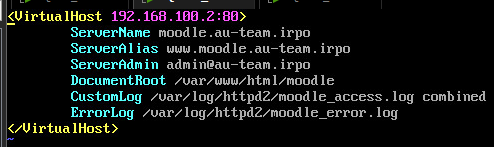 <VirtualHost 192.168.100.2:80>
ServerName moodle.au-team.irpo
ServerAlias www.moodle.au-team.irpo
ServerAdmin admin@au-team.irpo
DocumentRoot /var/www/html/moodle
CustomLog /var/log/httpd2/moodle_access.log combined
ErrorLog /var/log/httpd2/moodle_error.log
</VirtualHost>
~